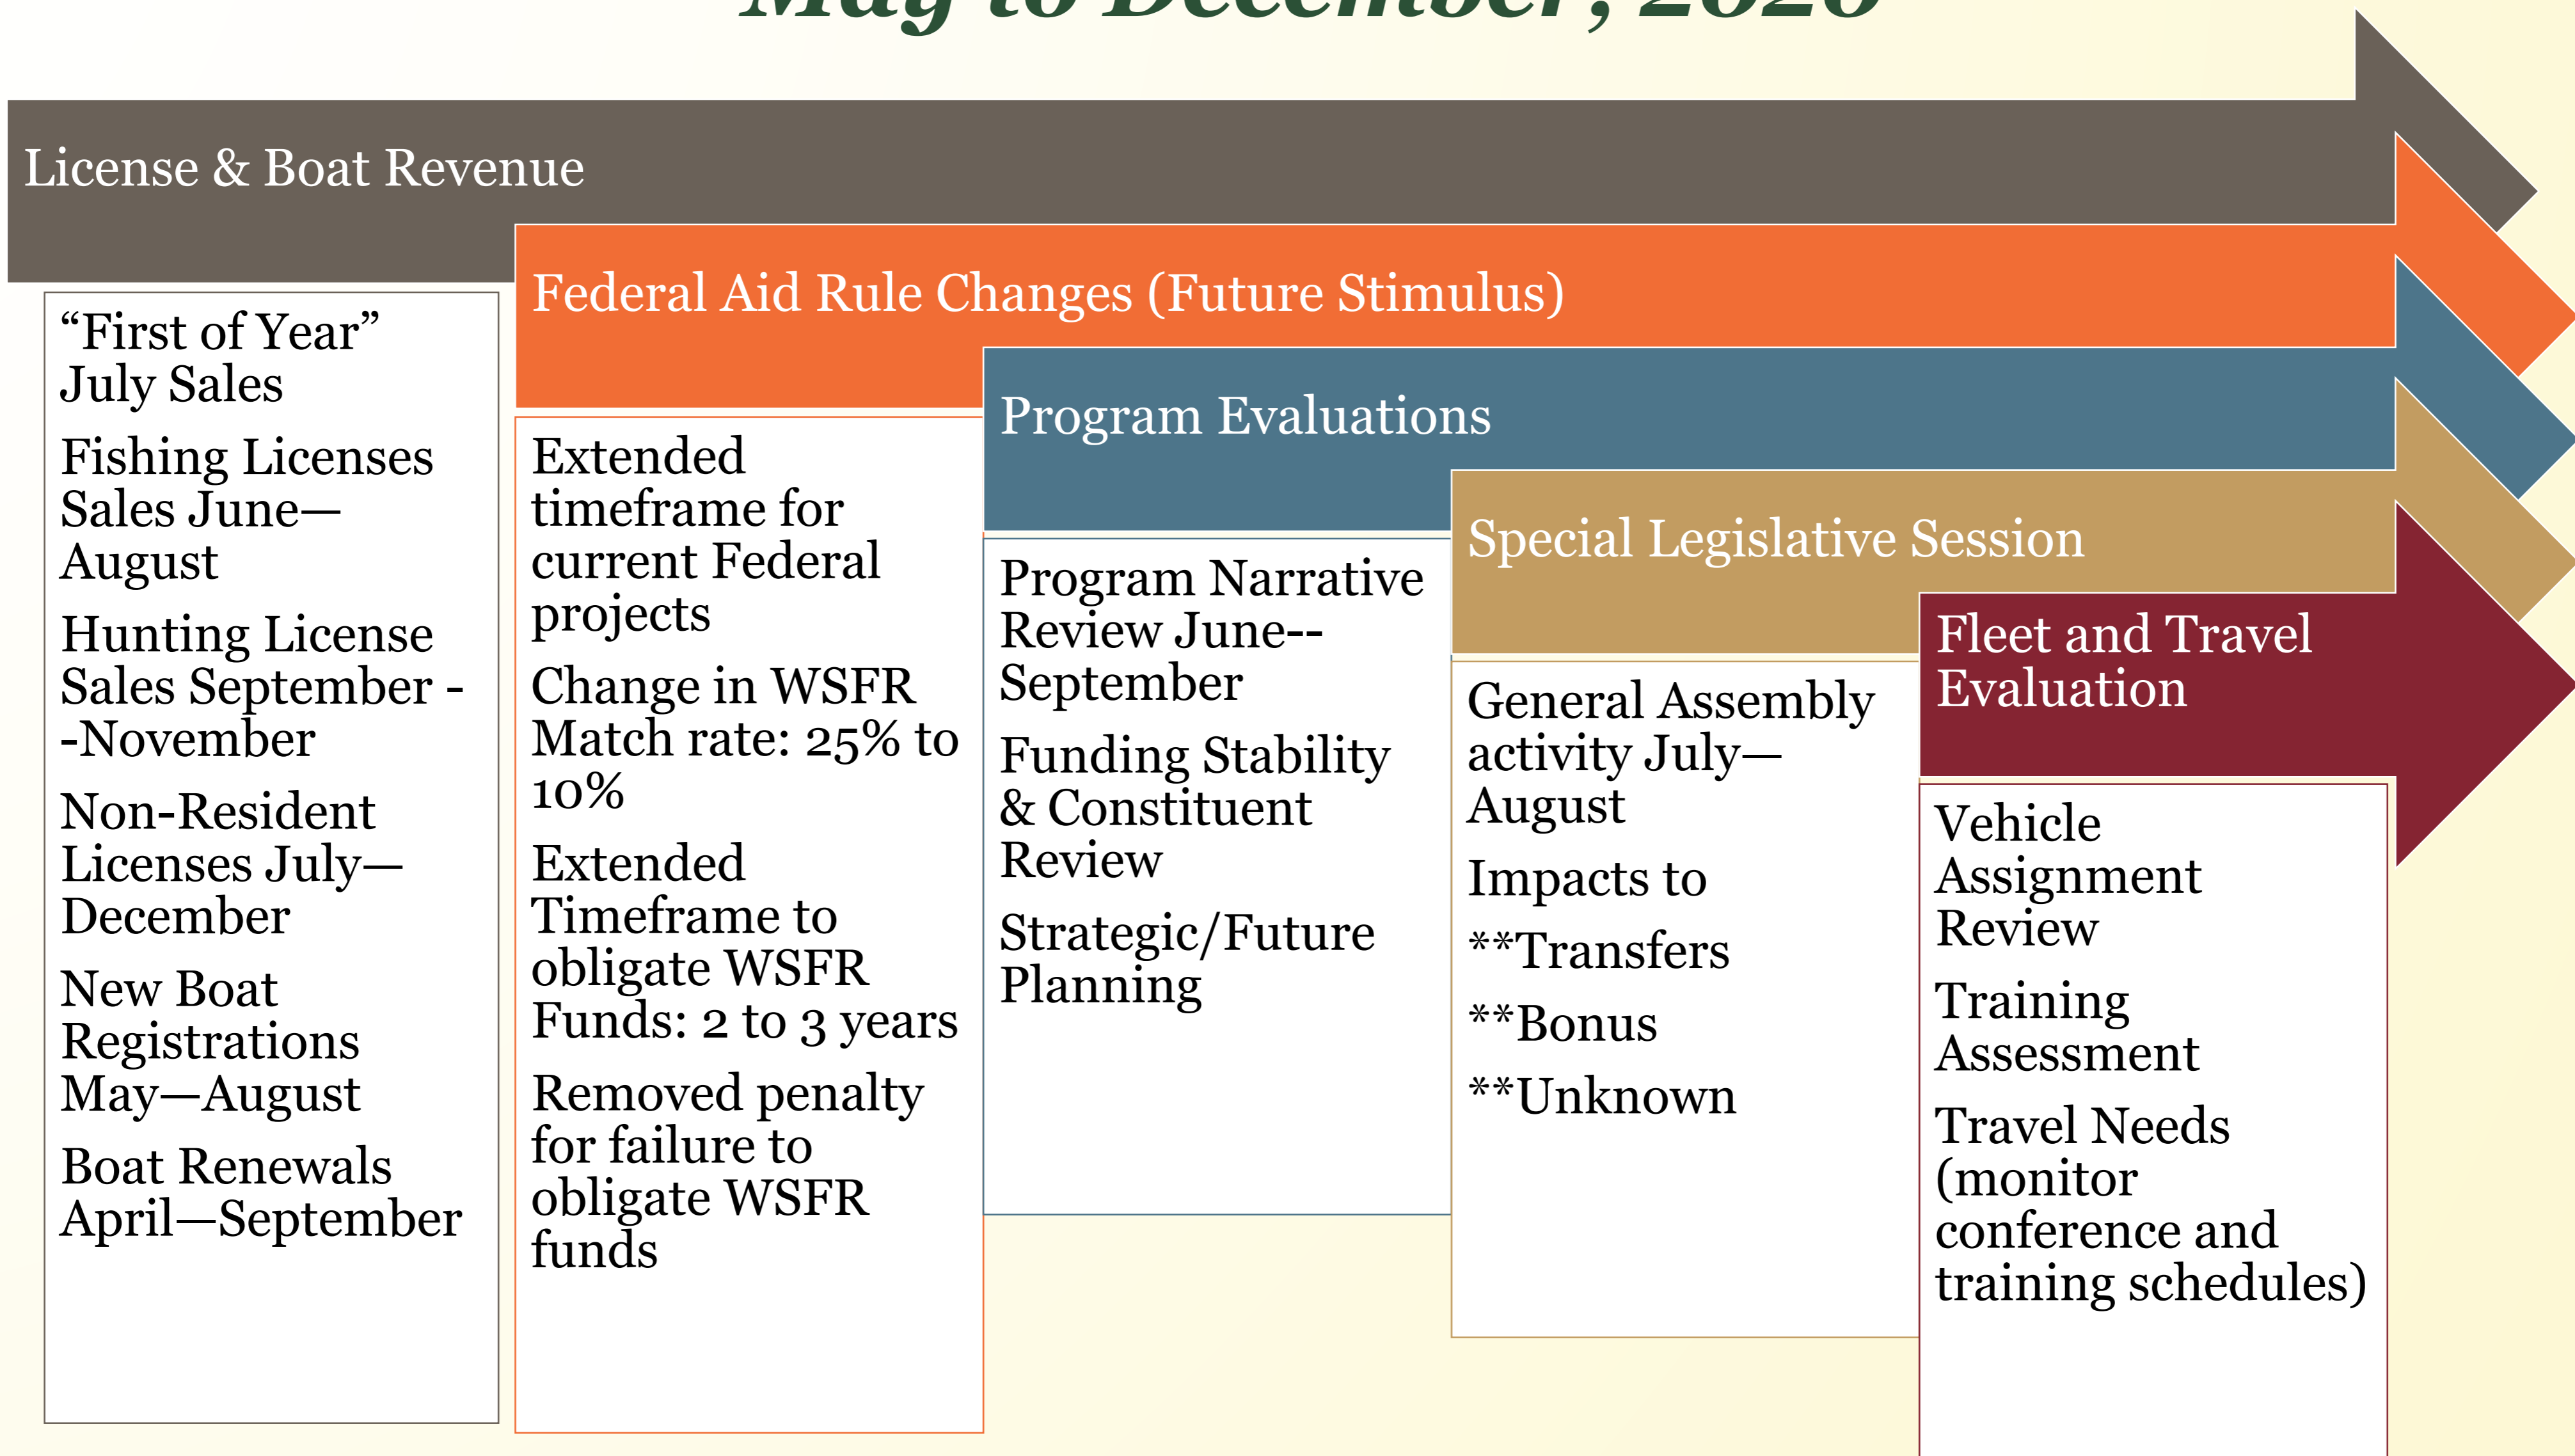 May to December, 2020
License & Boat Revenue
“First of Year”
July Sales
Fishing Licenses
Sales June—
August
Hunting License
Sales September -
-November
Non-Resident
Licenses July—
December
New Boat
Registrations
May—August
Boat Renewals
April—September
Federal Aid Rule Changes (Future Stimulus)
Extended
timeframe for
current Federal
projects
Change in WSFR
Match rate: 25% to
10%
Extended
Timeframe to
obligate WSFR
Funds: 2 to 3 years
Removed penalty
for failure to
obligate WSFR
funds
Program Evaluations
Program Narrative
Review June--
September
Funding Stability
& Constituent
Review
Strategic/Future
Planning
Special Legislative Session
General Assembly
activity July—
August
Impacts to
**Transfers
**Bonus
**Unknown
Fleet and Travel
Evaluation
Vehicle
Assignment
Review
Training
Assessment
Travel Needs
(monitor
conference and
training schedules)